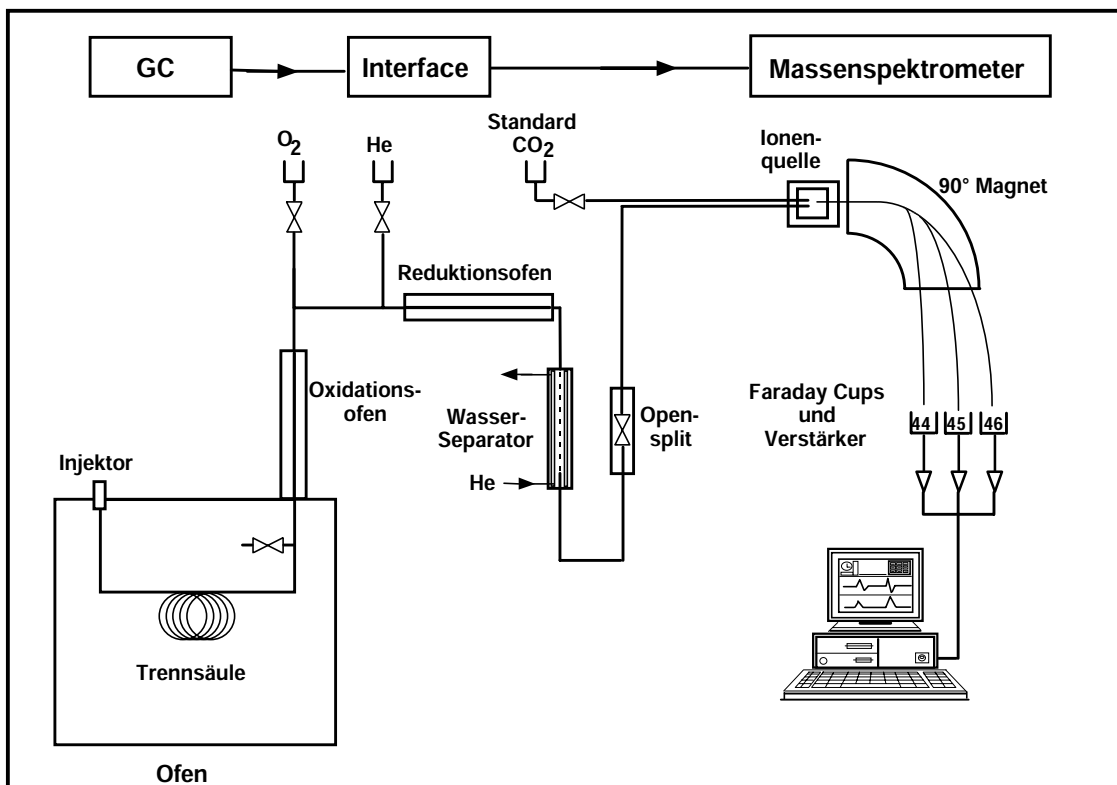 GC
Interface
Massenspektrometer
O2
He
Standard
CO2
Ionen-
quelle
90° Magnet
Reduktionsofen
Oxidations-
ofen
Wasser-
Separator
He
Open-
split
Faraday Cups
und
Verstärker
44 45 46
Injektor
Trennsäule
Ofen